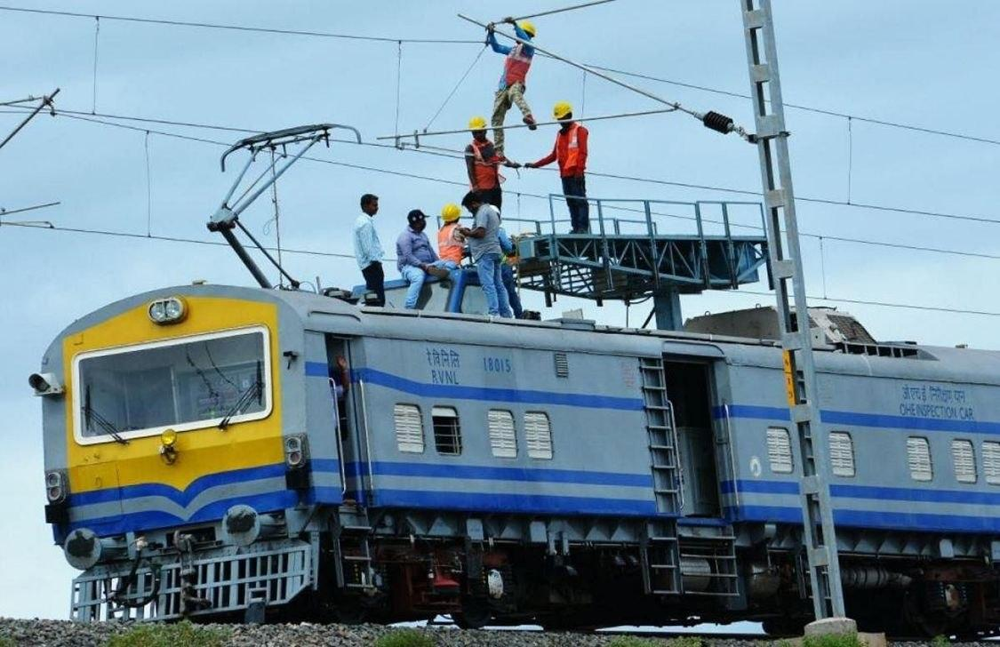 रेविनिलि 18015
RVNL
ओ.एच.ई निरीक्षण यान
OHE INSPECTION CAR